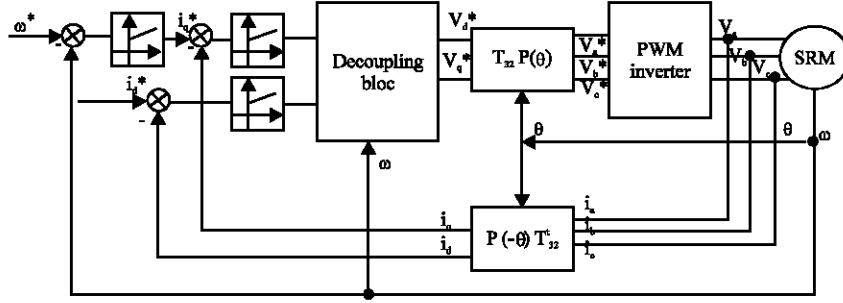 ω*
-
i_q*
-
V_d*
V_a
i_d*
-
Decoupling
bloc
V_q*
T_32 P(θ)
V_a*
V_b*
V_c*
PWM
inverter
V_b
V_c
SRM
θ
θ
ω
ω
i_q
i_d
P (-θ) T^t_32
i_a
i_b
i_c